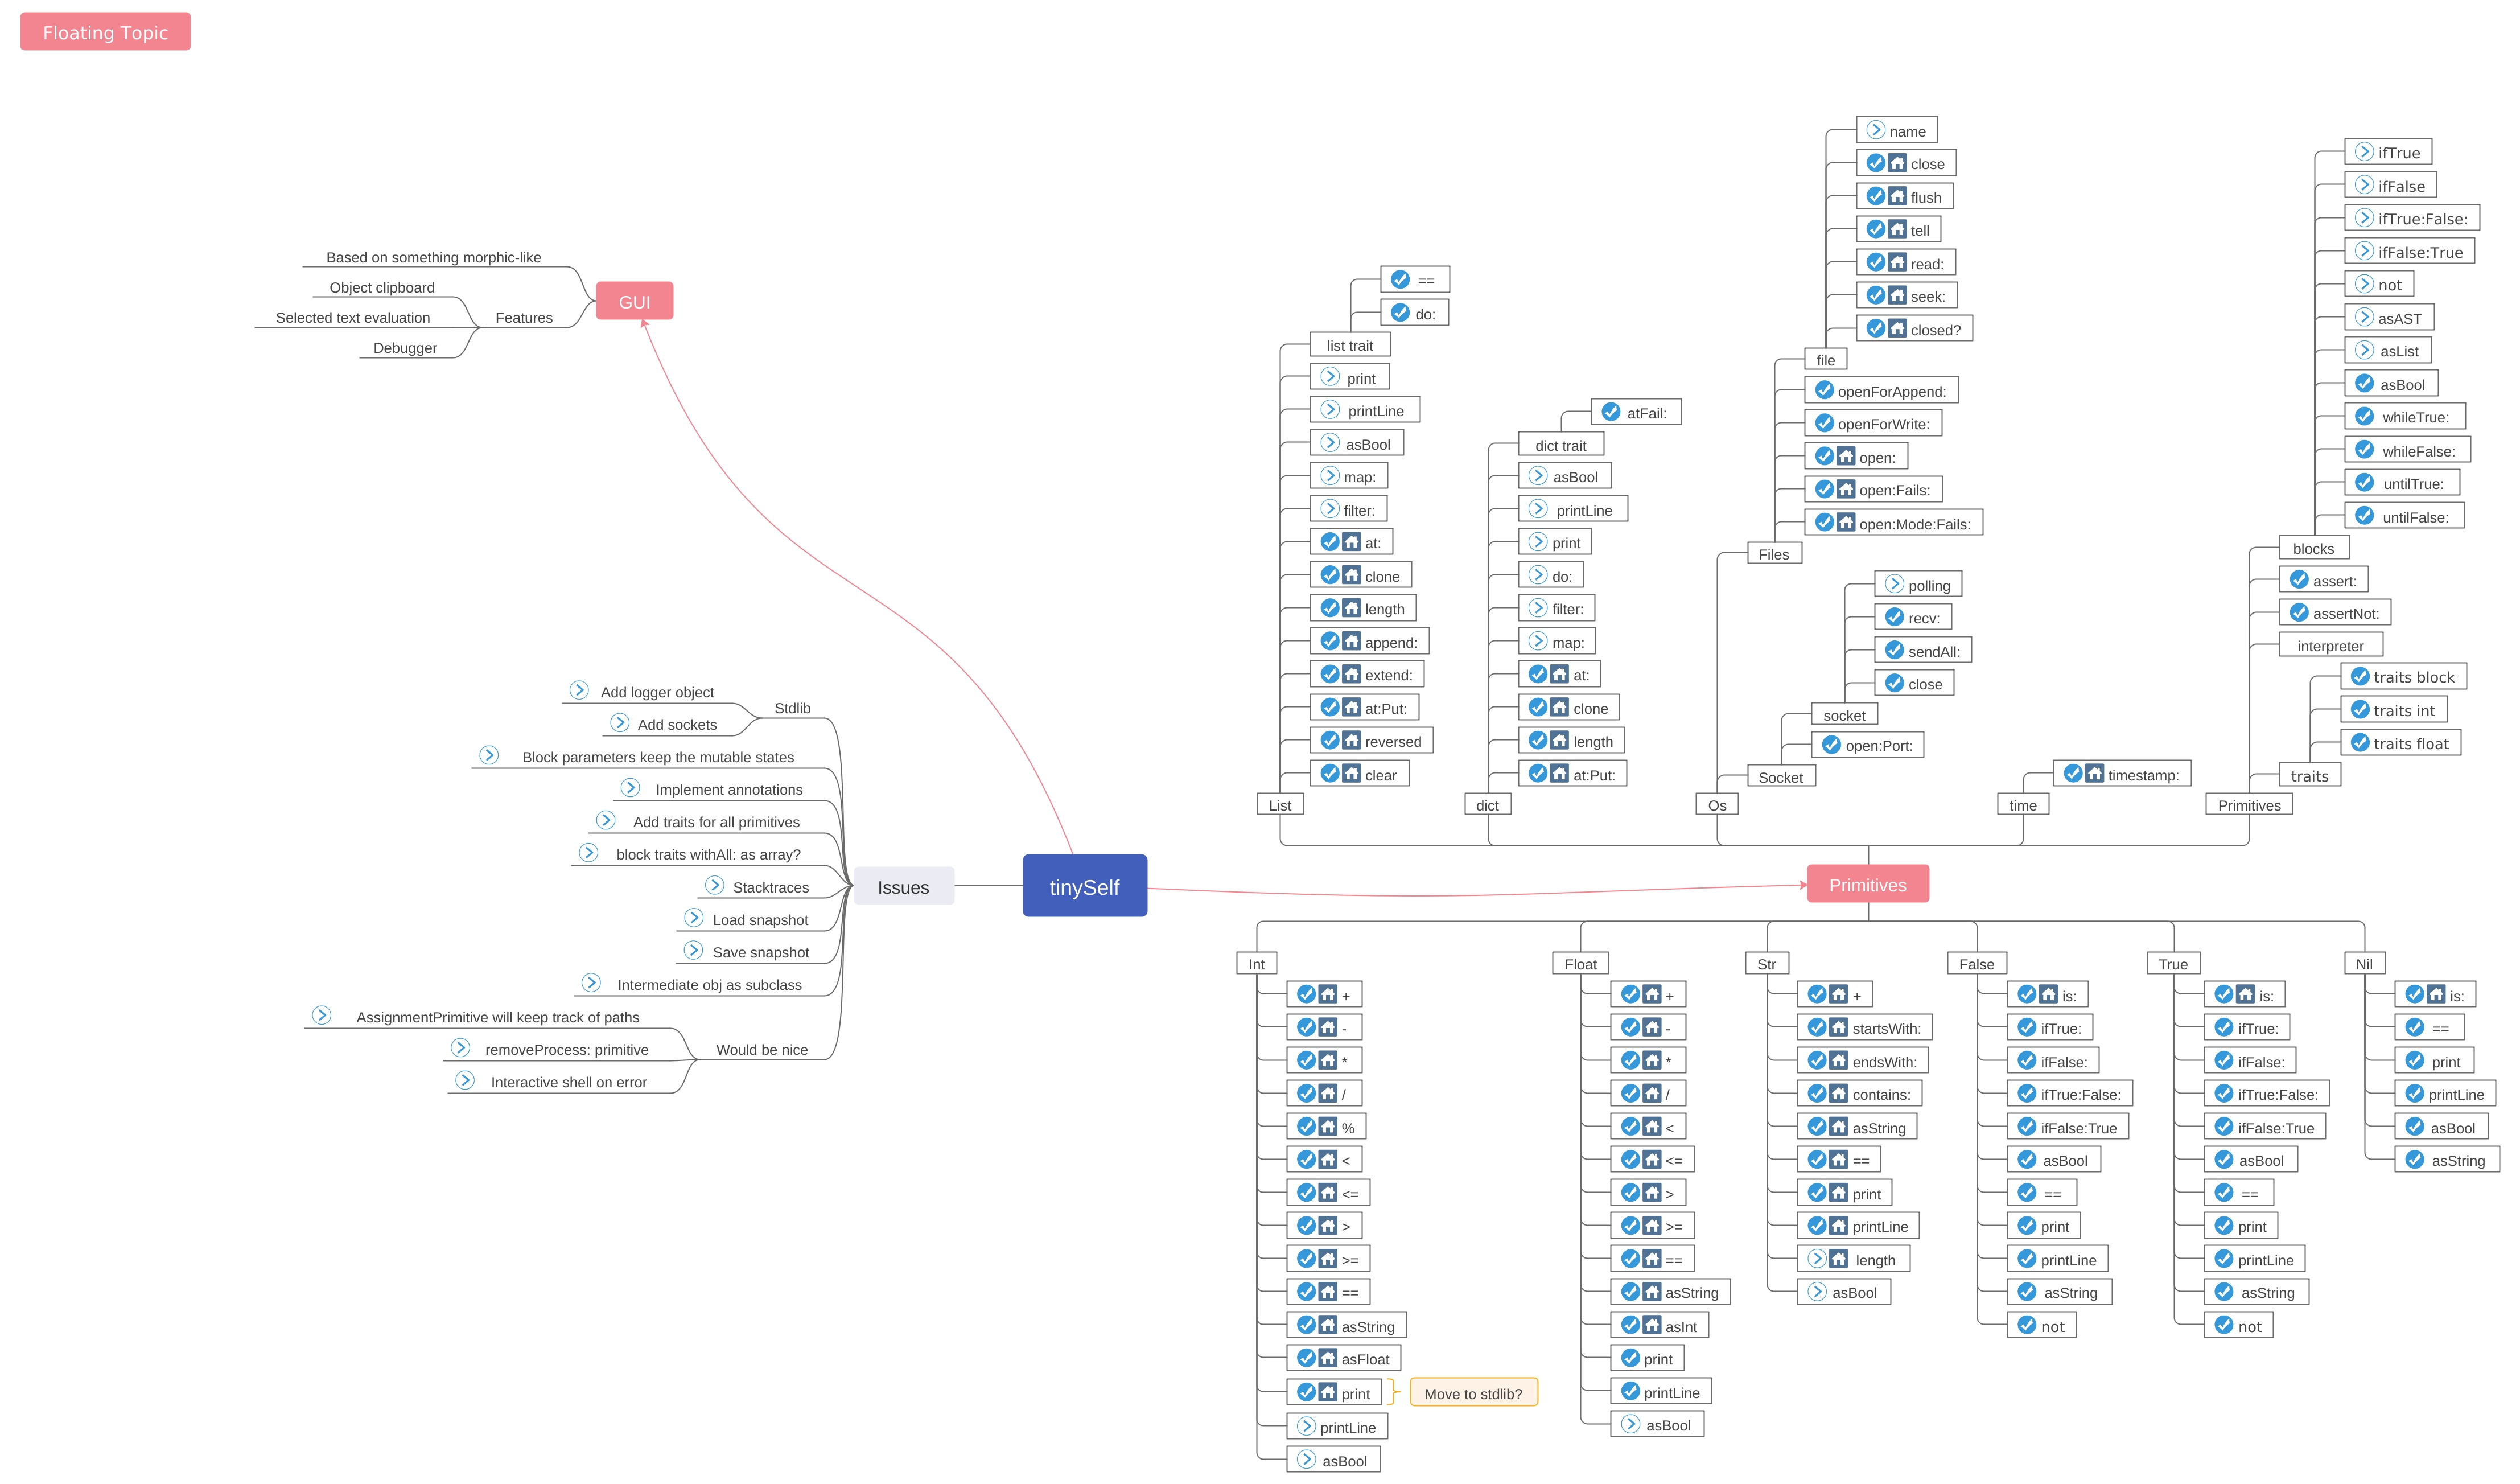 Floating Topic
Based on something morphic-like
Object clipboard
Selected text evaluation
Debugger
Features
GUI
Add logger object
Add sockets
Stdlib
Block parameters keep the mutable states
Implement annotations
Add traits for all primitives
block traits withAll: as array?
Stacktraces
Load snapshot
Save snapshot
Intermediate obj as subclass
AssignmentPrimitive will keep track of paths
removeProcess: primitive
Interactive shell on error
Would be nice
Issues
tinySelf
==
do:
list trait
print
printLine
asBool
map:
filter:
at:
clone
length
append:
extend:
at:Put:
reversed
clear
List
atFail:
dict trait
asBool
printLine
print
do:
filter:
map:
at:
clone
length
at:Put:
dict
name
close
flush
tell
read:
seek:
closed?
file
openForAppend:
openForWrite:
open:
open:Fails:
open:Mode:Fails:
Files
polling
recv:
sendAll:
close
socket
open:Port:
Socket
Os
timestamp:
time
ifTrue
ifFalse
ifTrue:False:
ifFalse:True
not
asAST
asList
asBool
whileTrue:
whileFalse:
untilTrue:
untilFalse:
blocks
assert:
assertNot:
interpreter
traits block
traits int
traits float
traits
Primitives
Primitives
Int
+
-
*
/
%
<
<=
>
>=
==
asString
asFloat
print
Move to stdlib?
printLine
asBool
Float
+
-
*
/
<
<=
>
>=
==
asString
asInt
print
printLine
asBool
Str
+
startsWith:
endsWith:
contains:
asString
==
print
printLine
length
asBool
False
is:
ifTrue:
ifFalse:
ifTrue:False:
ifFalse:True
asBool
==
print
printLine
asString
not
True
is:
ifTrue:
ifFalse:
ifTrue:False:
ifFalse:True
asBool
==
print
printLine
asString
not
Nil
is:
==
print
printLine
asBool
asString